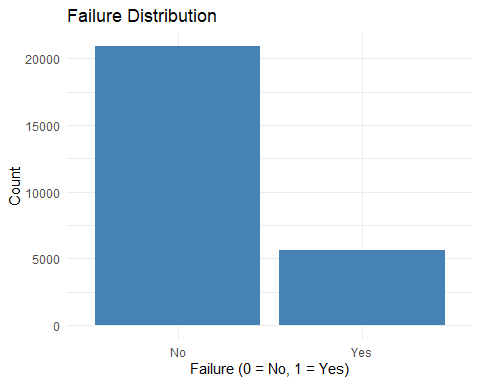 Failure Distribution
20000
15000
10000
5000
0
Count
No
Yes
Failure (0 = No, 1 = Yes)